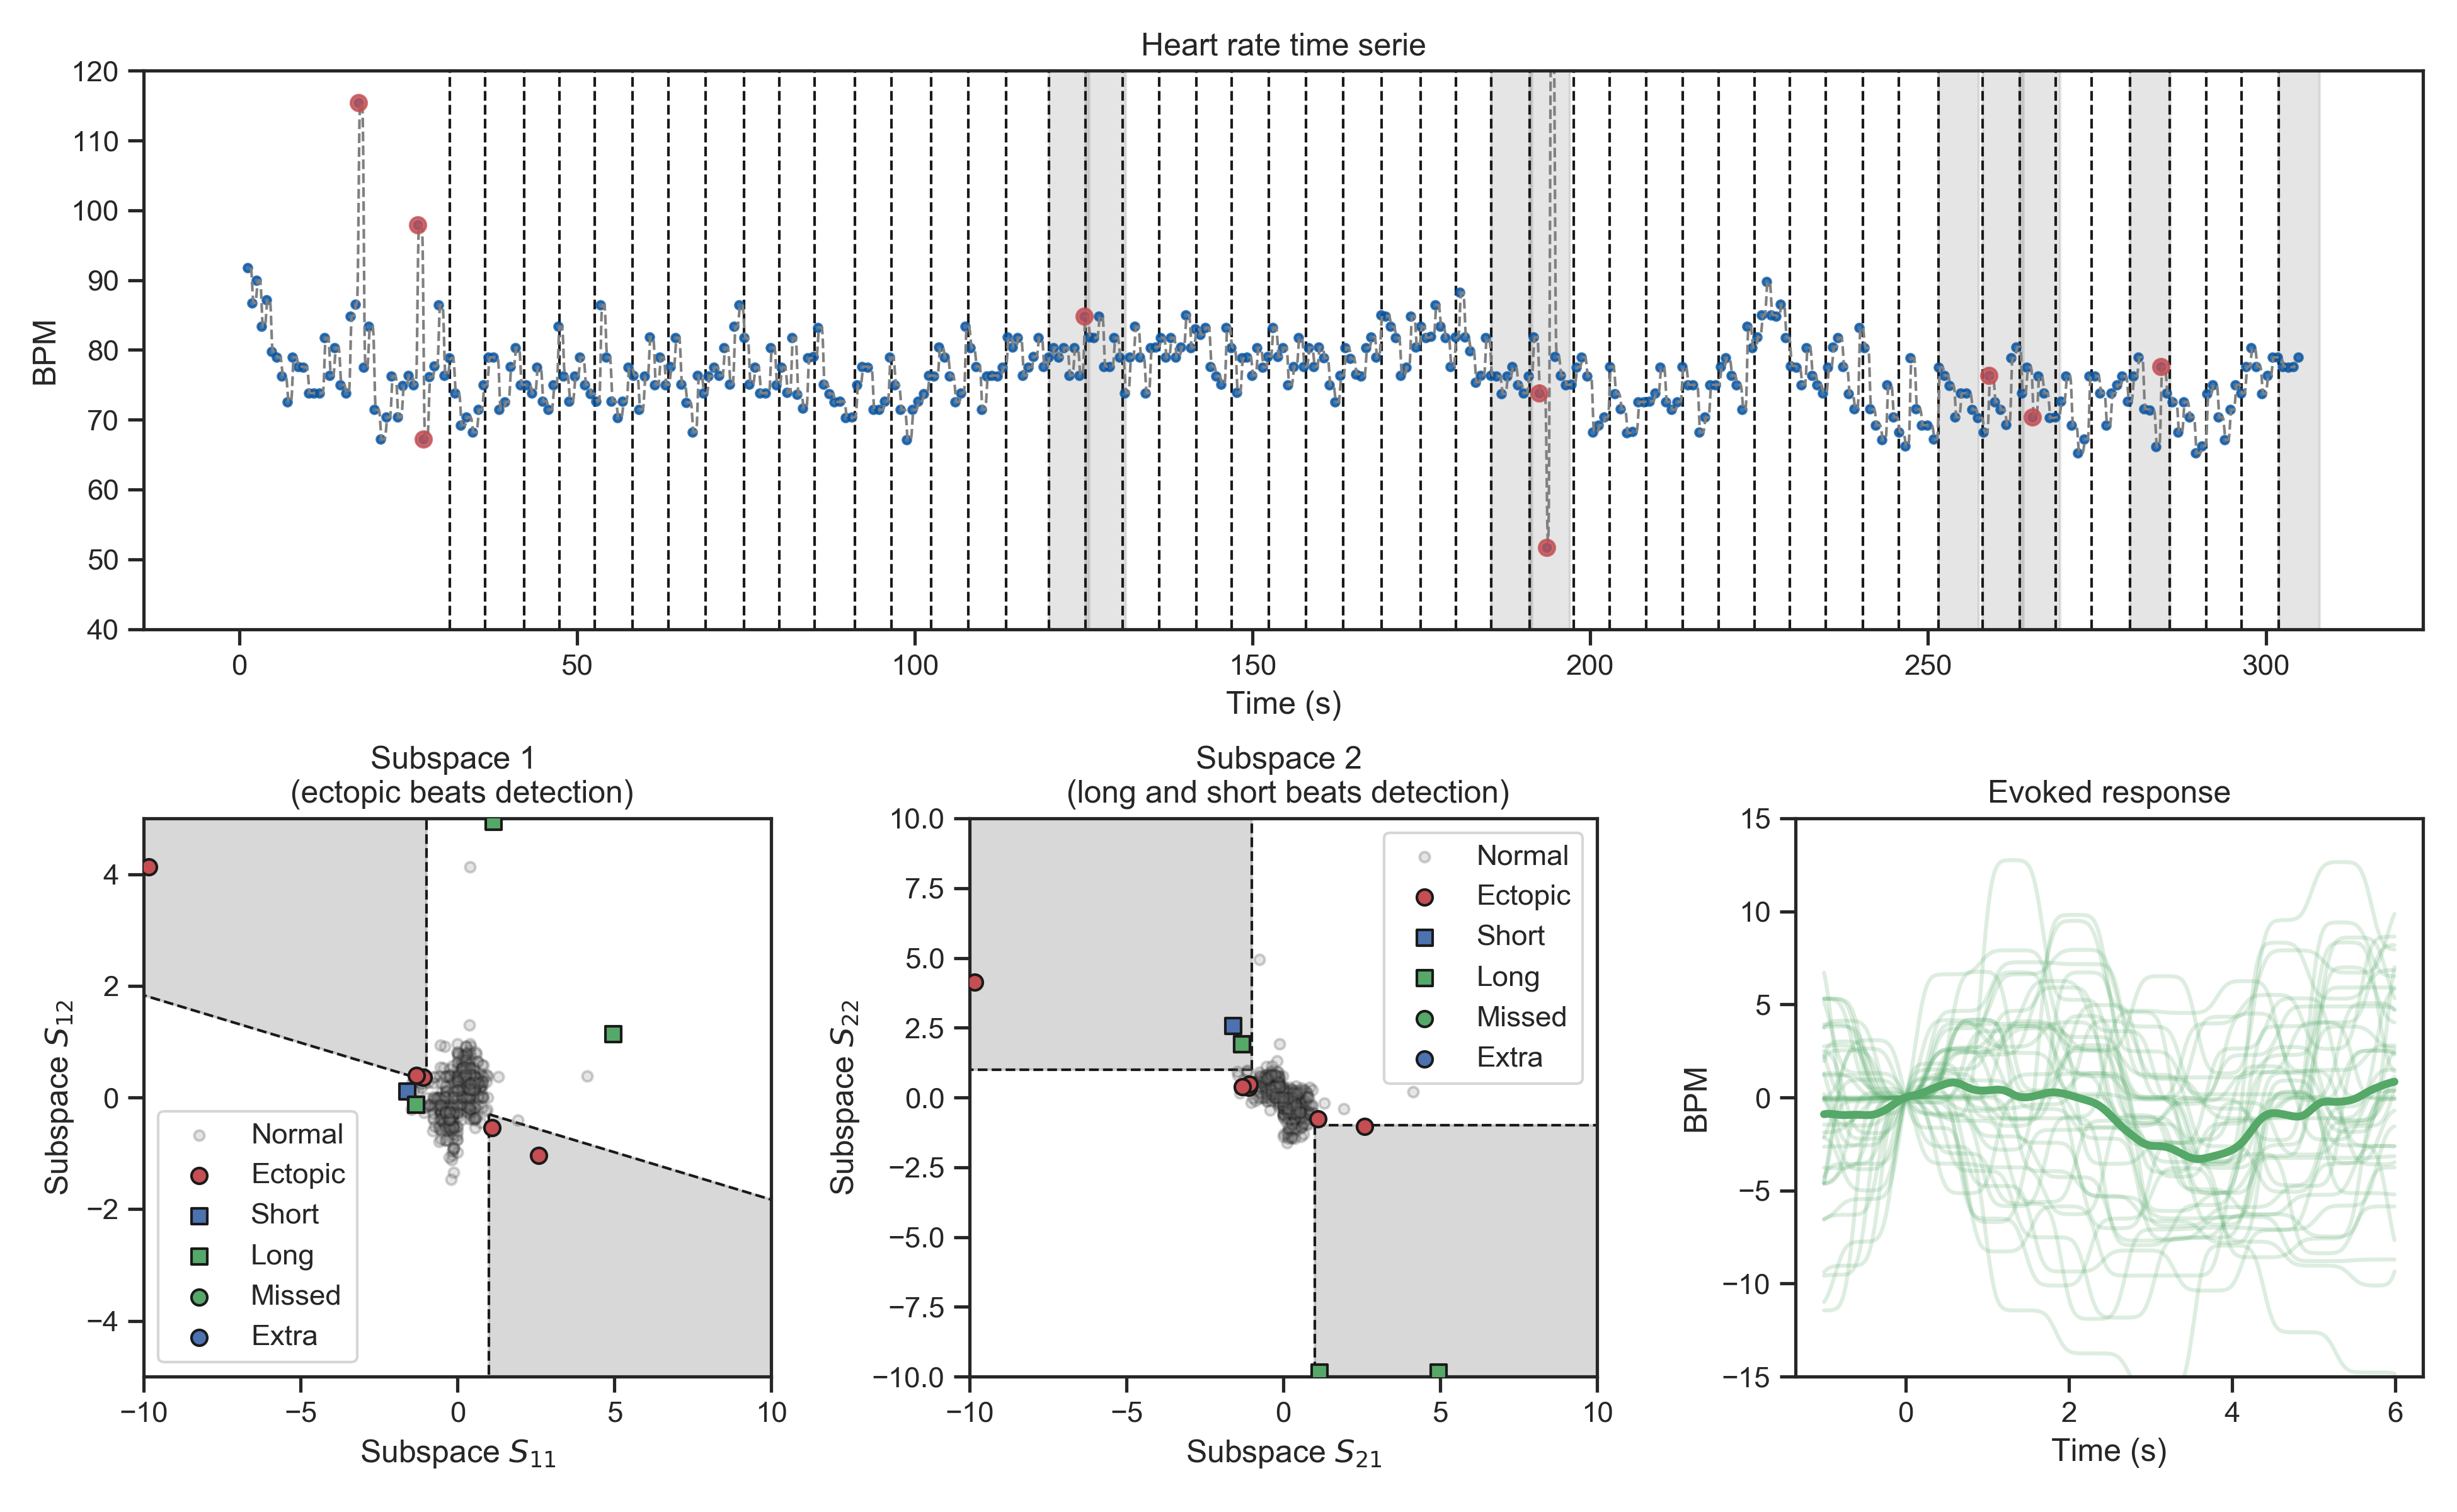 Heart rate time serie
BPM
120
110
100
90
80
70
60
50
40
0
50
100
150
200
250
300
Time (s)
Subspace 1
(ectopic beats detection)
Subspace S₁₂
4
2
0
−2
−4
Normal
Ectopic
Short
Long
Missed
Extra
−10
−5
0
5
10
Subspace S₁₁
Subspace 2
(long and short beats detection)
Subspace S₂₂
10.0
7.5
5.0
2.5
0.0
−2.5
−5.0
−7.5
−10.0
Normal
Ectopic
Short
Long
Missed
Extra
−10
−5
0
5
10
Subspace S₂₁
Evoked response
BPM
15
10
5
0
−5
−10
−15
0
2
4
6
Time (s)